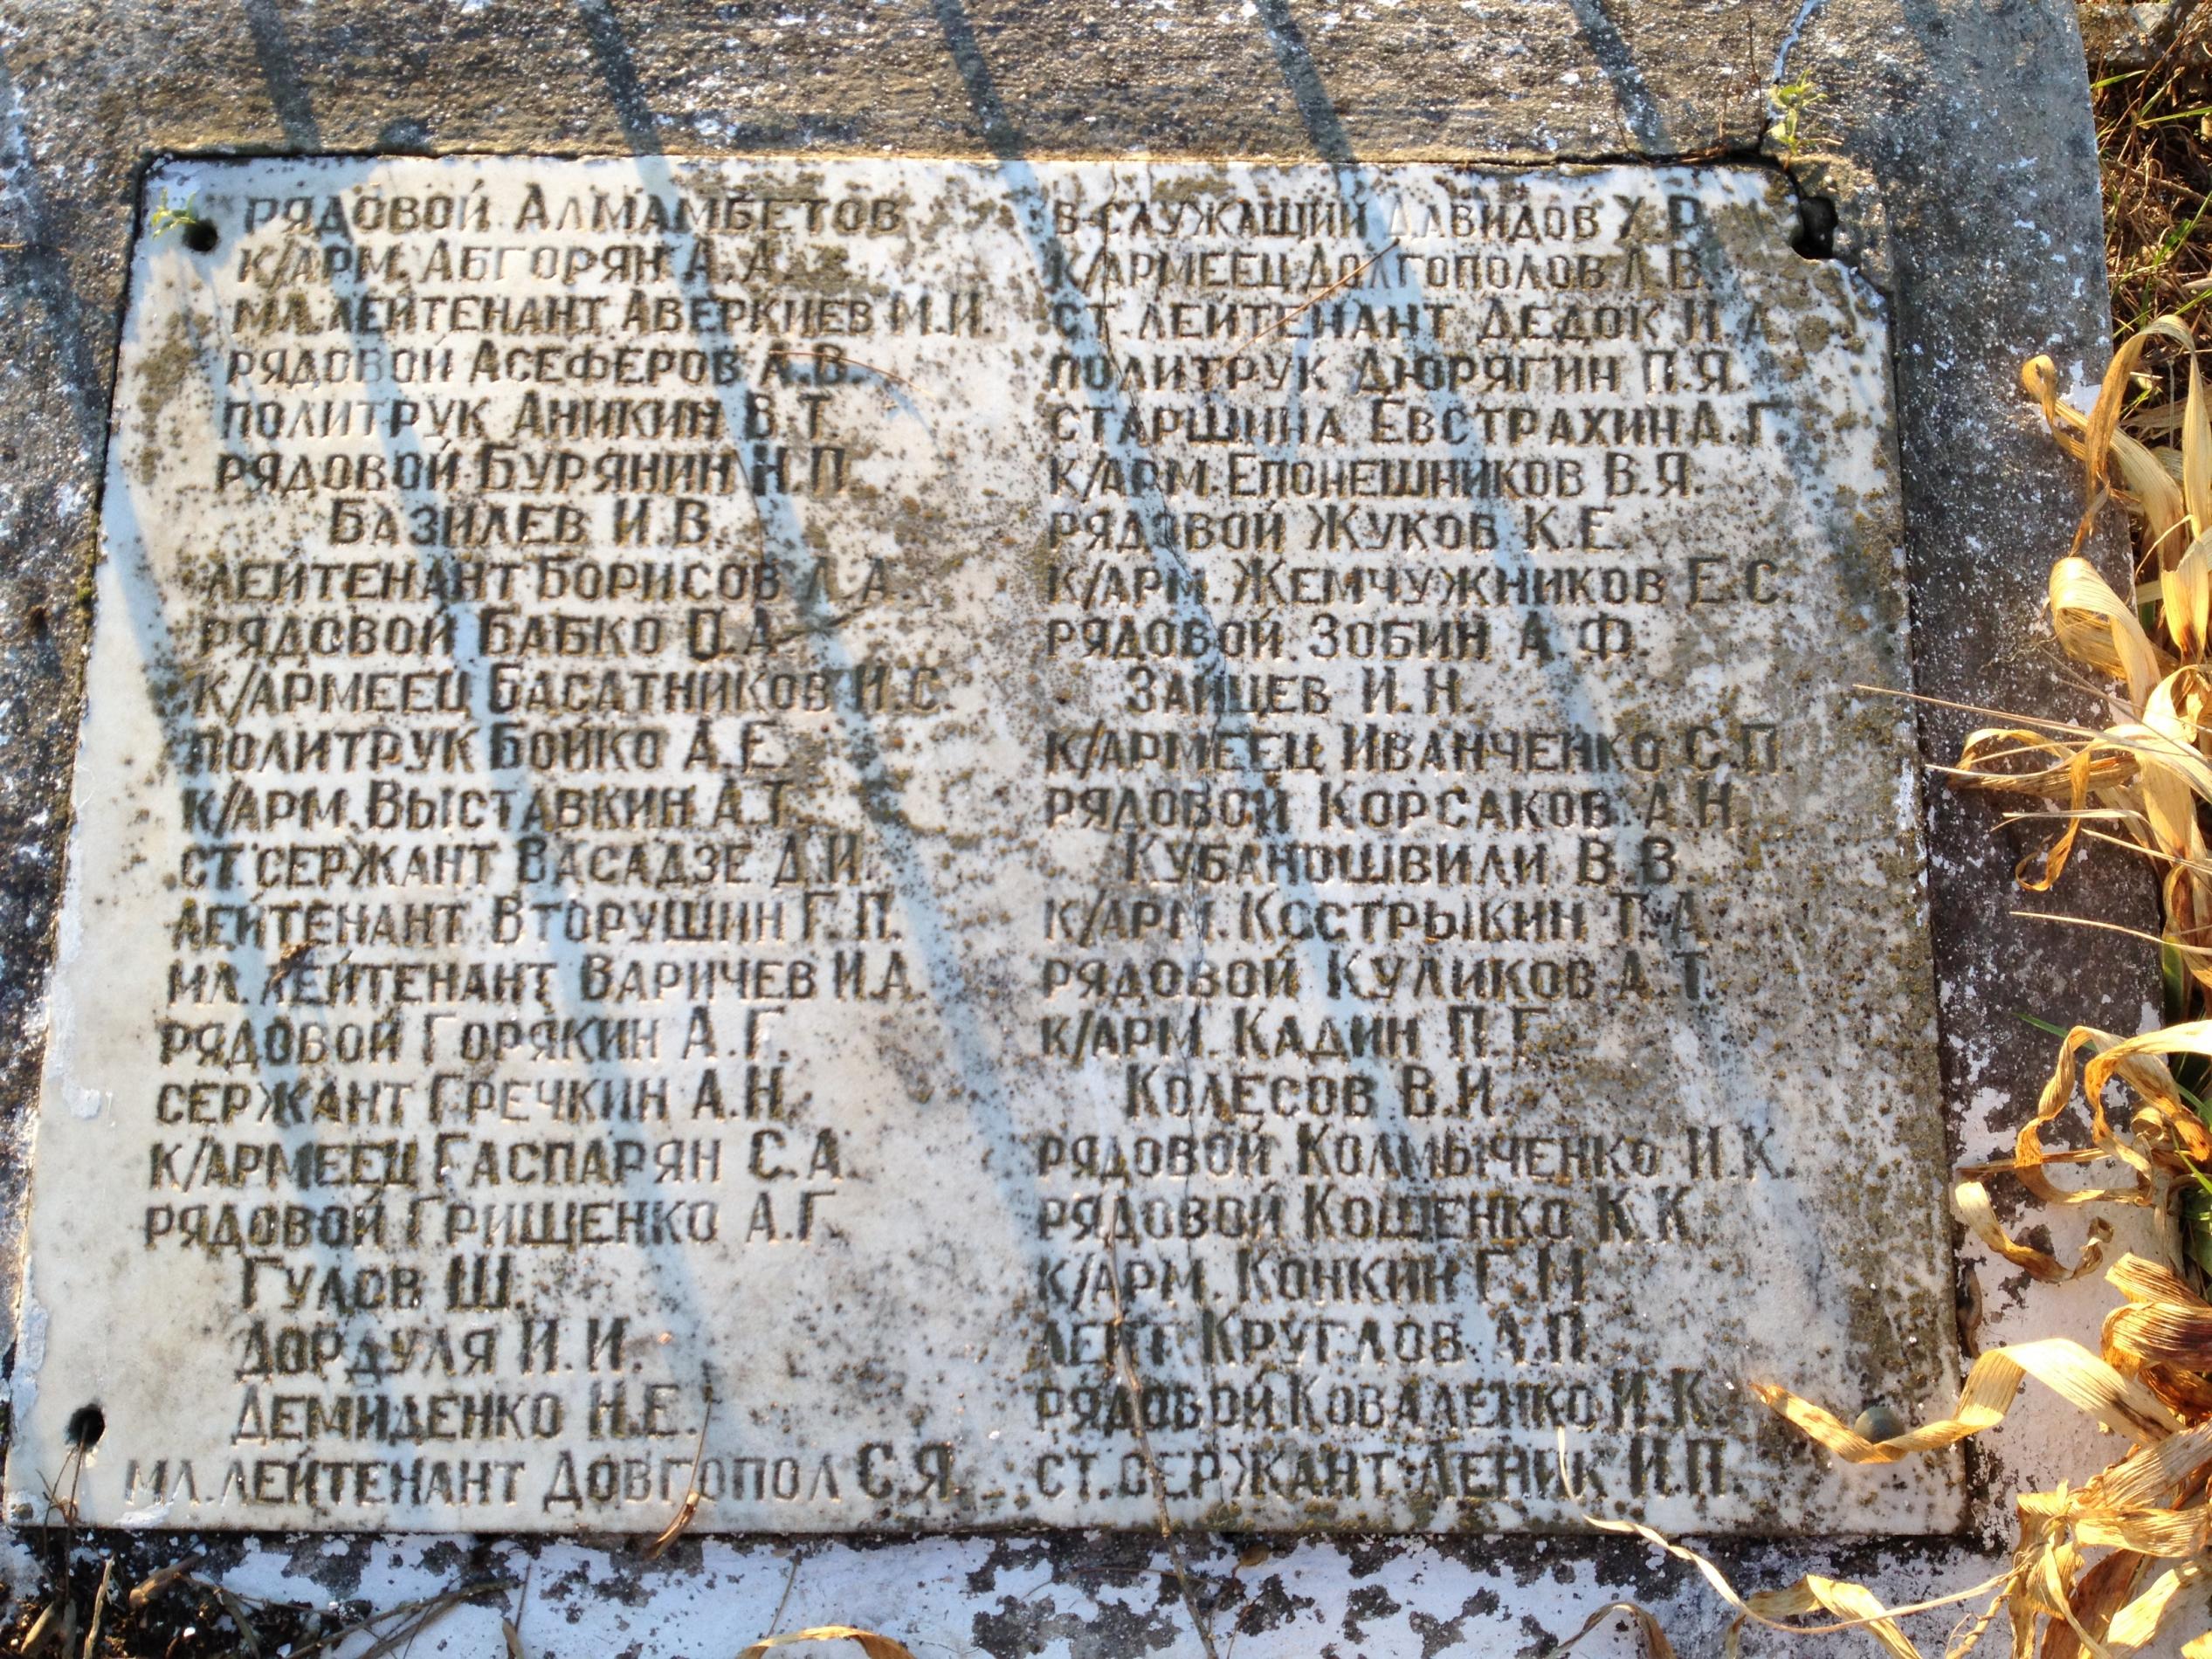 РЯДОВОЙ АЛМАМБЕТОВ
К/АРМ. АБГОРЯН А.А.
МЛ. ЛЕЙТЕНАНТ АВЕРКИЕВ М.И.
РЯДОВОЙ АСЕФЕРОВ А.В.
ПОЛИТРУК АНИКИН В.Т.
РЯДОВОЙ БУРЯНИН Н.П.
БАЗИЛЕВ И.В.
ЛЕЙТЕНАНТ БОРИСОВ Л.А.
РЯДОВОЙ БАБКО О.А.
К/АРМЕЕЦ БАСАТНИКОВ И.С.
ПОЛИТРУК БОЙКО А.Е.
К/АРМ. ВЫСТАВКИН А.Т.
СТ. СЕРЖАНТ ВАСАДЗЕ Д.И.
ЛЕЙТЕНАНТ ВТОРУШИН Г.П.
МЛ. ЛЕЙТЕНАНТ ВАРИЧЕВ И.А.
РЯДОВОЙ ГОРЯКИН А.Г.
СЕРЖАНТ ГРЕЧКИН А.Н.
К/АРМЕЕЦ ГАСПАРЯН С.А.
РЯДОВОЙ ГРИЩЕНКО А.Г
ГУЛОВ Ш.
ДОРДУЛЯ И.И.
ДЕМИДЕНКО Н.Е.
МЛ. ЛЕЙТЕНАНТ ДОВГОПОЛ С.Я.
В-СЛУЖАЩИЙ ДАВИДОВ Х.Р.
К/АРМЕЕЦ ДОЛГОПОЛОВ Л.В.
СТ. ЛЕЙТЕНАНТ ДЕДОК И.А.
ПОЛИТРУК ДЮРЯГИН П.Я.
СТАРШИНА ЕВСТРАХИН А.Г.
К/АРМ. ЕПОНЕШНИКОВ В.Я.
РЯДОВОЙ ЖУКОВ К.Е.
К/АРМ. ЖЕМЧУЖНИКОВ Е.С.
РЯДОВОЙ ЗОБИН А.Ф.
ЗАЙЦЕВ И.Н.
К/АРМЕЕЦ ИВАНЧЕНКО С.П.
РЯДОВОЙ КОРСАКОВ А.Н.
КУБАНОШВИЛИ В.В.
К/АРМ. КОСТРЫКИН Т.А.
РЯДОВОЙ КУЛИКОВ А.Т.
К/АРМ. КАДИН П.Г.
КОЛЕСОВ В.И.
РЯДОВОЙ КОЛМЫЧЕНКО И.К.
РЯДОВОЙ КОЩЕНКО К.К
К/АРМ. КОНКИН Г.М
ЛЕЙТ. КРУГЛОВ Л.П.
РЯДОВОЙ КОВАЛЕНКО И.К.
СТ. СЕРЖАНТ ЛЕНИК И.П.